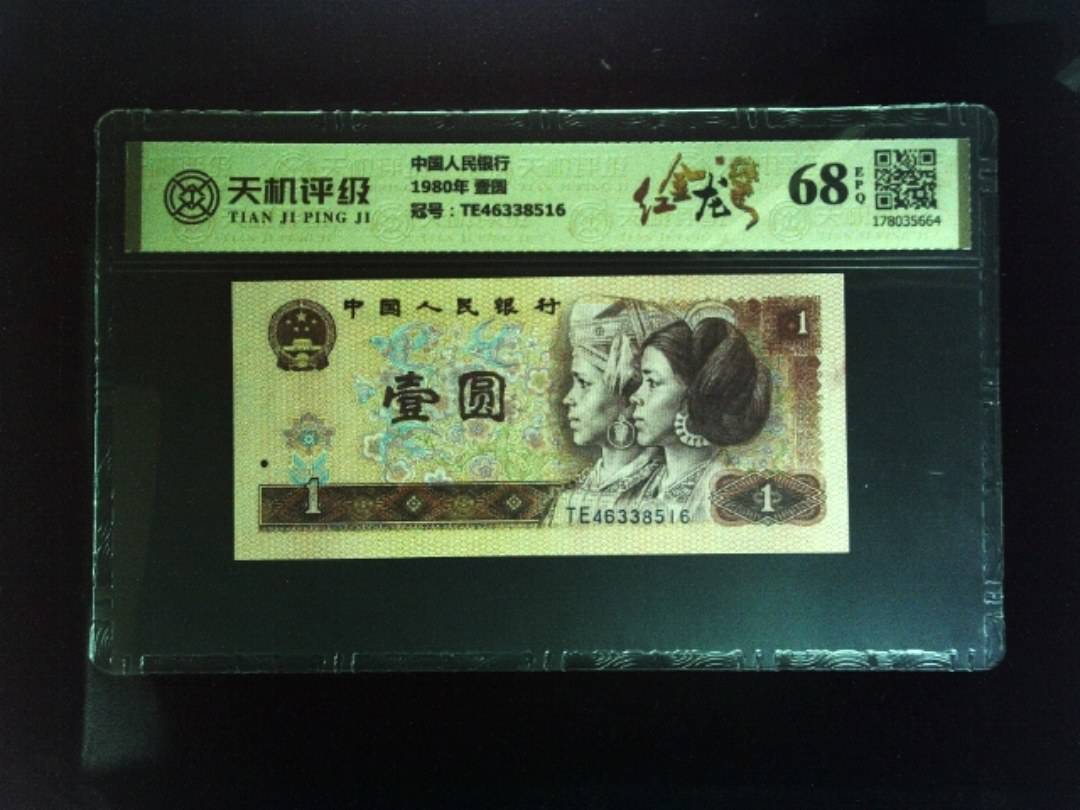 天机评级
TIAN JI PING JI
中国人民银行
1980年 壹圆
冠号：TE46338516
红金龙
68
EPQ
178035664
中国人民银行
1
壹圆
1
1
TE46338516